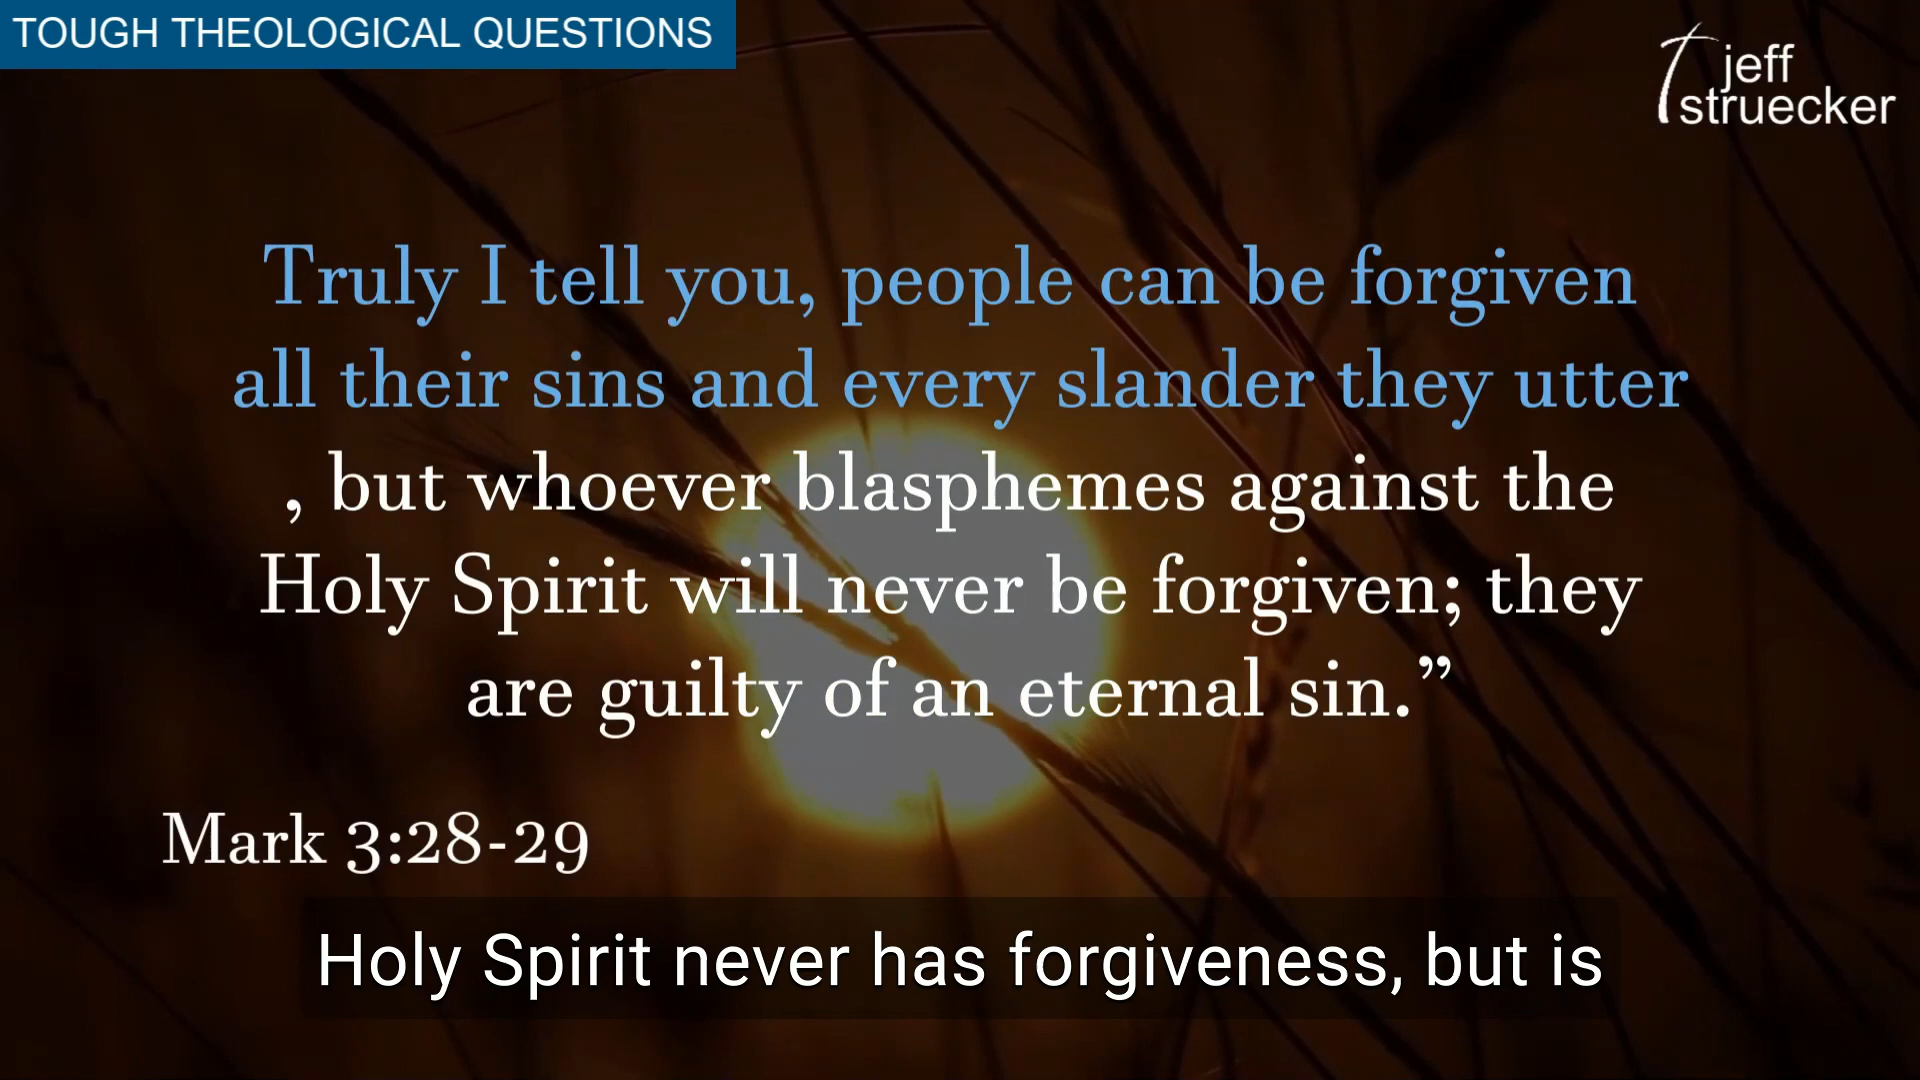 TOUGH THEOLOGICAL QUESTIONS
jeff
struecker
Truly I tell you, people can be forgiven
all their sins and every slander they utter
, but whoever blasphemes against the
Holy Spirit will never be forgiven; they
are guilty of an eternal sin.”
Mark 3:28-29
Holy Spirit never has forgiveness, but is